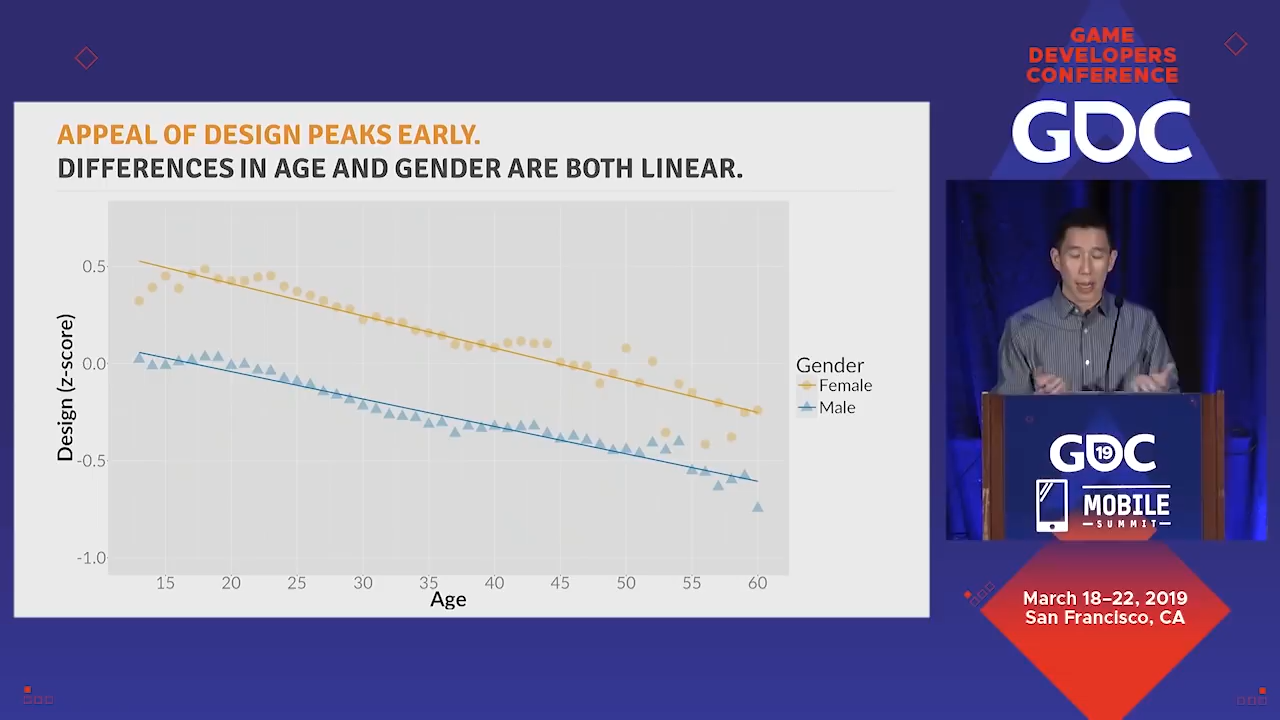 GAME
DEVELOPERS
CONFERENCE
GDC
APPEAL OF DESIGN PEAKS EARLY.
DIFFERENCES IN AGE AND GENDER ARE BOTH LINEAR.
Design (z-score)
0.5
0.0
-0.5
-1.0
15 20 25 30 35 40 45 50 55 60
Age
Gender
Female
Male
GDC 19
MOBILE
SUMMIT
March 18–22, 2019
San Francisco, CA